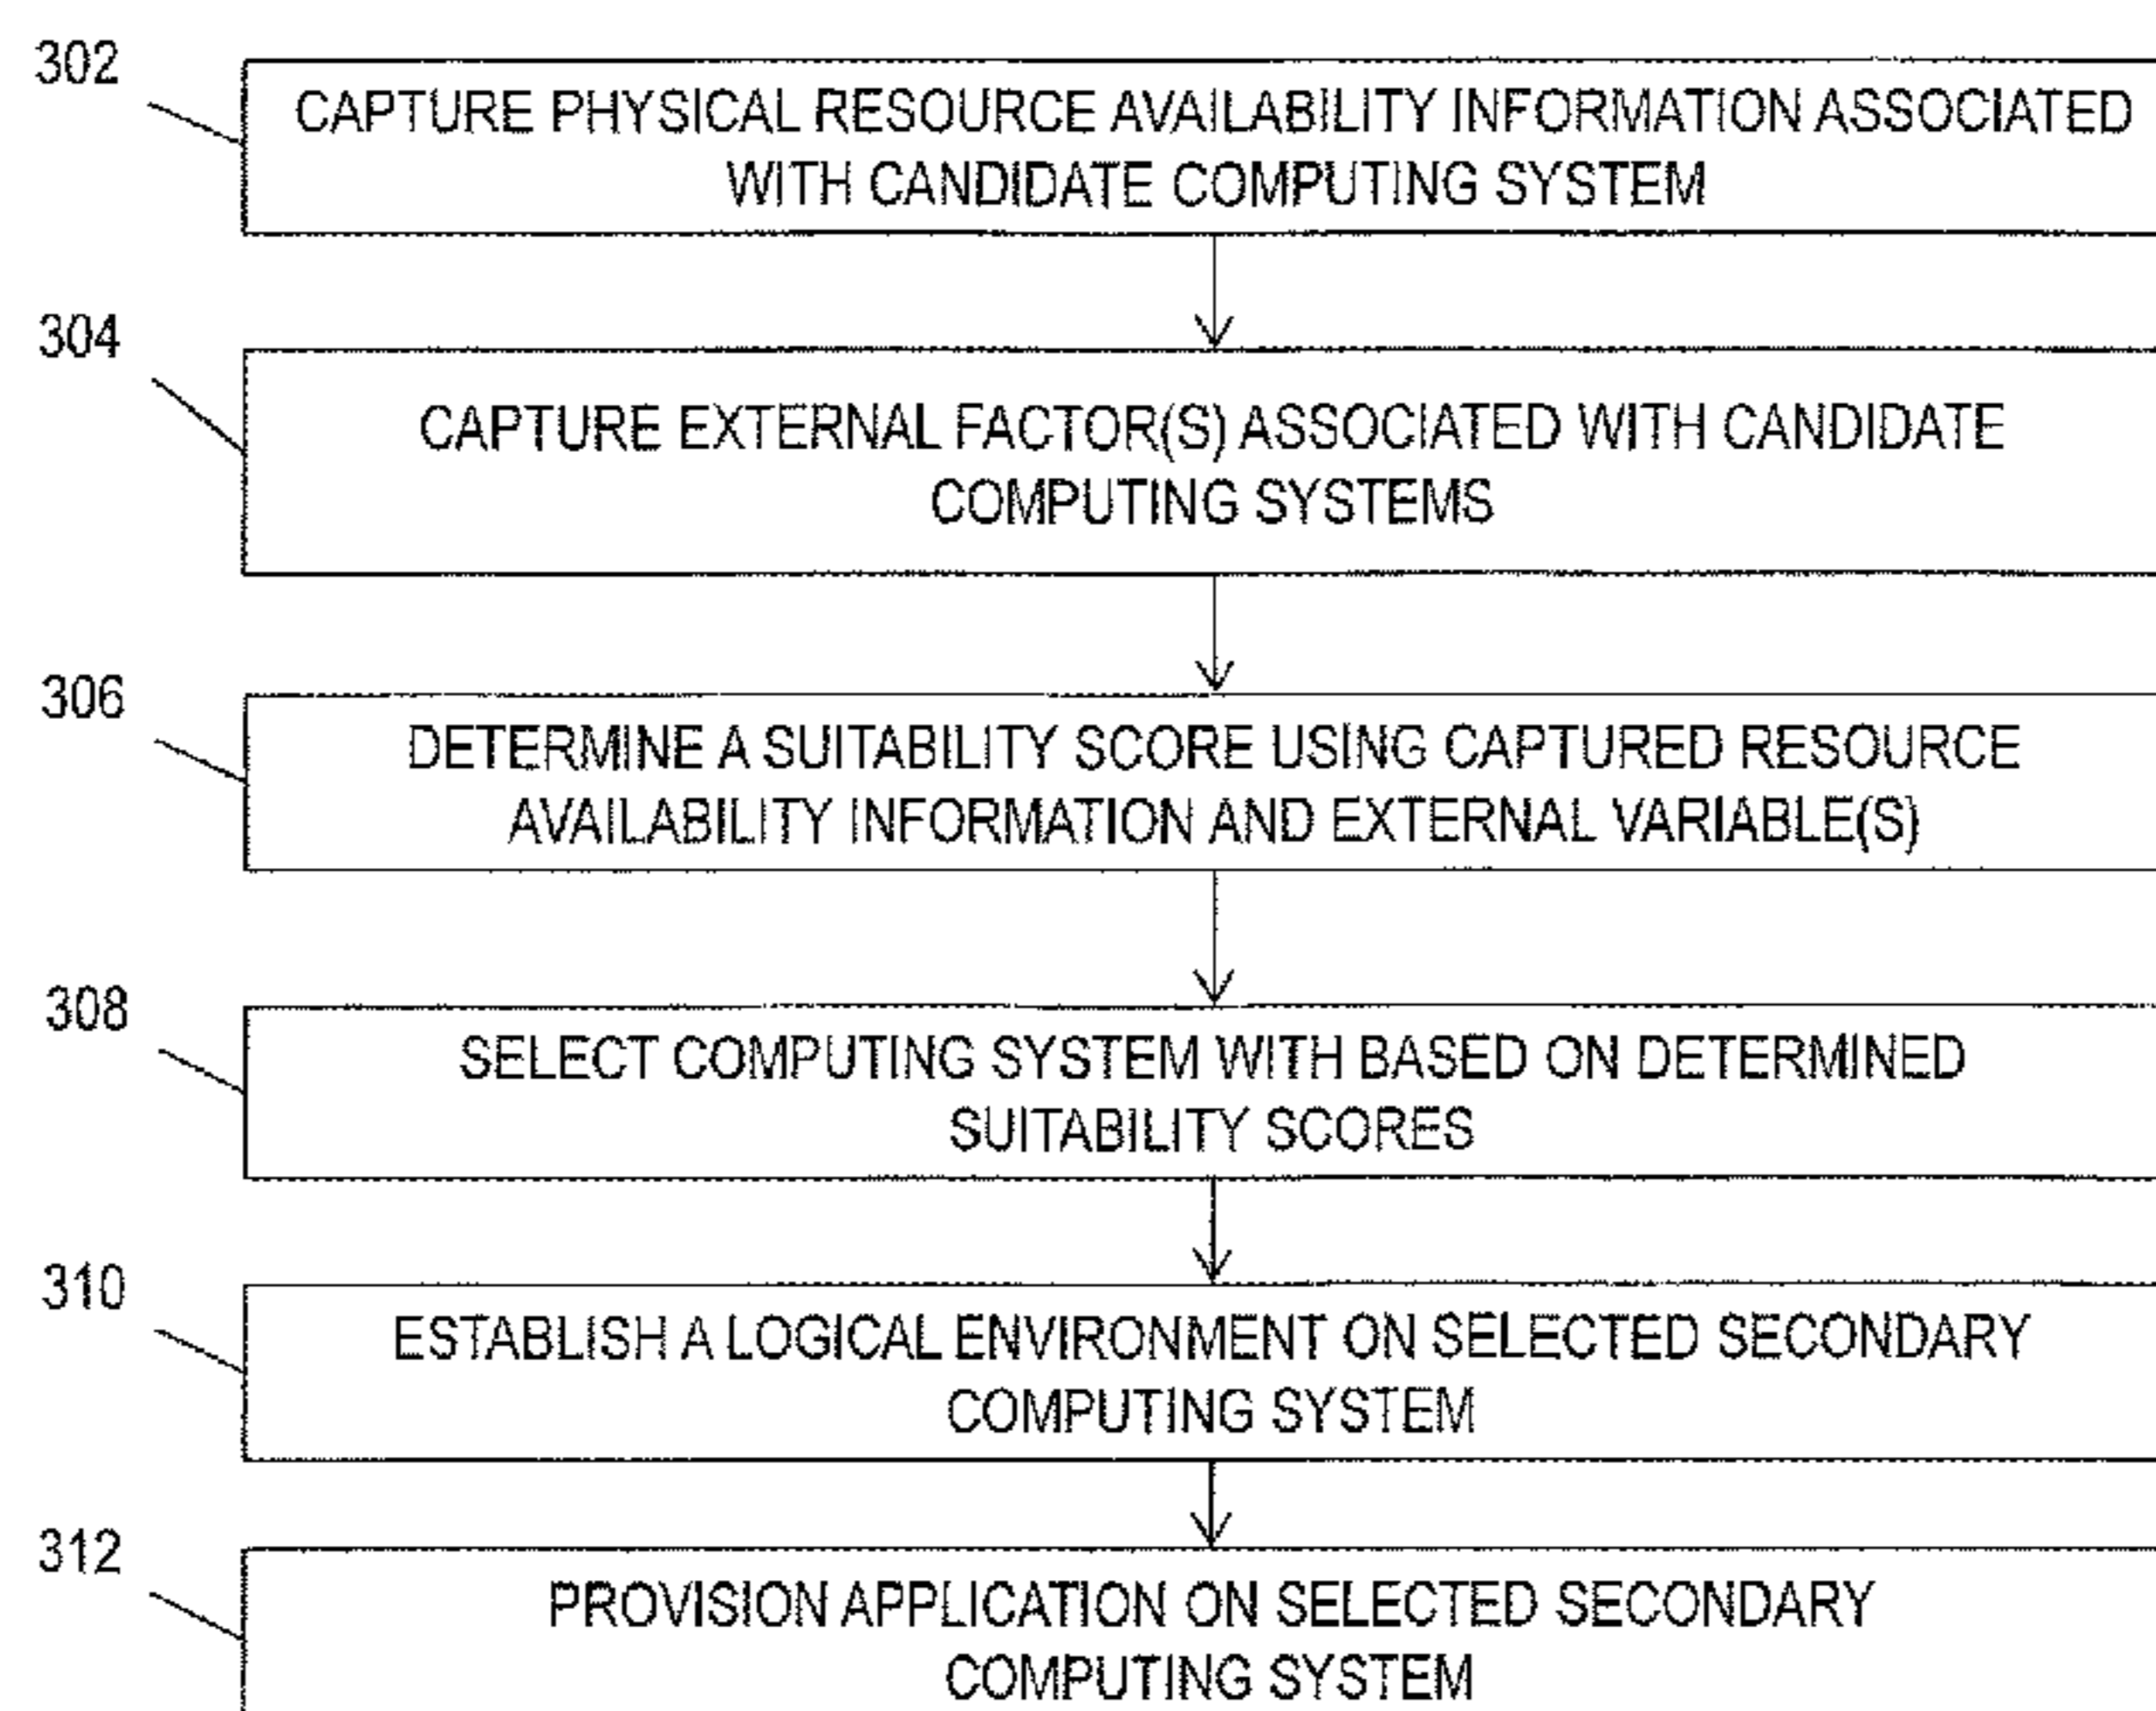 302
CAPTURE PHYSICAL RESOURCE AVAILABILITY INFORMATION ASSOCIATED
WITH CANDIDATE COMPUTING SYSTEM
304
CAPTURE EXTERNAL FACTOR(S) ASSOCIATED WITH CANDIDATE
COMPUTING SYSTEMS
306
DETERMINE A SUITABILITY SCORE USING CAPTURED RESOURCE
AVAILABILITY INFORMATION AND EXTERNAL VARIABLE(S)
308
SELECT COMPUTING SYSTEM WITH BASED ON DETERMINED
SUITABILITY SCORES
310
ESTABLISH A LOGICAL ENVIRONMENT ON SELECTED SECONDARY
COMPUTING SYSTEM
312
PROVISION APPLICATION ON SELECTED SECONDARY
COMPUTING SYSTEM